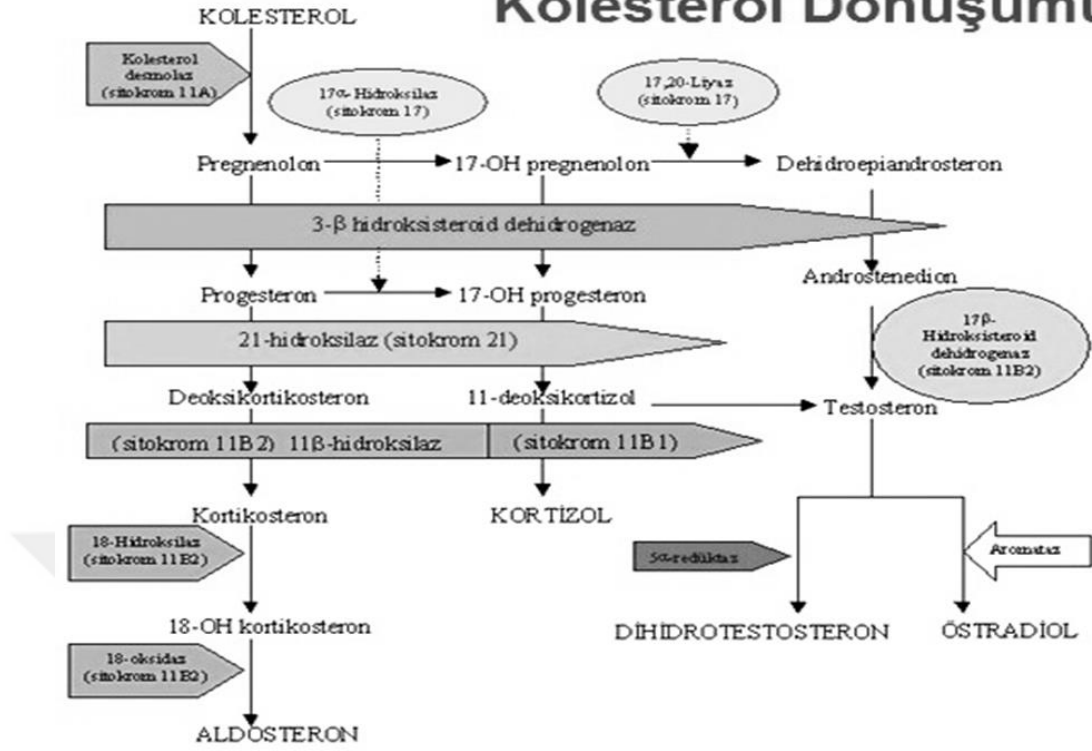 Kolesterol Dönüşümü
KOLESTEROL
Kolesterol
desmolaz
(sitokrom 11A)
17α- Hidroksilaz
(sitokrom 17)
17,20-Liyaz
(sitokrom 17)
Pregnenolon
17-OH pregnenolon
Dehidroepiandrosteron
3-β hidroksisteroid dehidrogenaz
Androstenedion
Progesteron
17-OH progesteron
17β-
Hidroksisteroid
dehidrogenaz
(sitokrom 11B2)
21-hidroksilaz (sitokrom 21)
Deoksikortikosteron
11-deoksikortizol
Testosteron
(sitokrom 11B2) 11β-hidroksilaz
(sitokrom 11B1)
Kortikosteron
KORTİZOL
18-Hidroksilaz
(sitokrom 11B2)
5α-redüktaz
Aromataz
18-OH kortikosteron
DİHİDROTESTOSTERON
ÖSTRADİOL
18-oksidaz
(sitokrom 11B2)
ALDOSTERON